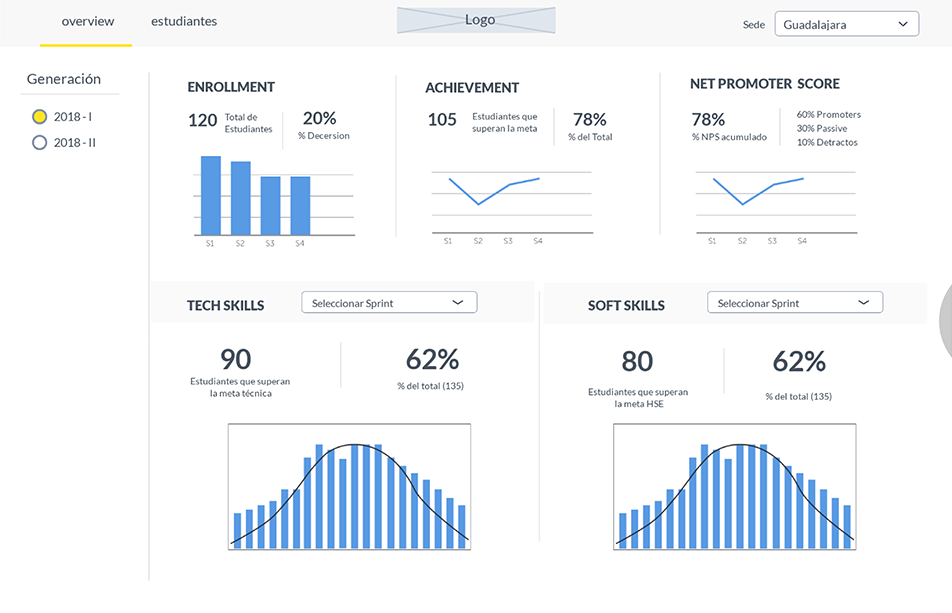 overview
estudiantes
Logo
Sede
Guadalajara
Generación
2018 - I
2018 - II
ENROLLMENT
120
Total de
Estudiantes
20%
% Decersion
S1 S2 S3 S4
ACHIEVEMENT
105
Estudiantes que
superan la meta
78%
% del Total
S1 S2 S3 S4
NET PROMOTER SCORE
78%
% NPS acumulado
60% Promoters
30% Passive
10% Detractos
S1 S2 S3 S4
TECH SKILLS
Seleccionar Sprint
90
Estudiantes que superan
la meta técnica
62%
% del total (135)
SOFT SKILLS
Seleccionar Sprint
80
Estudiantes que superan
la meta HSE
62%
% del total (135)